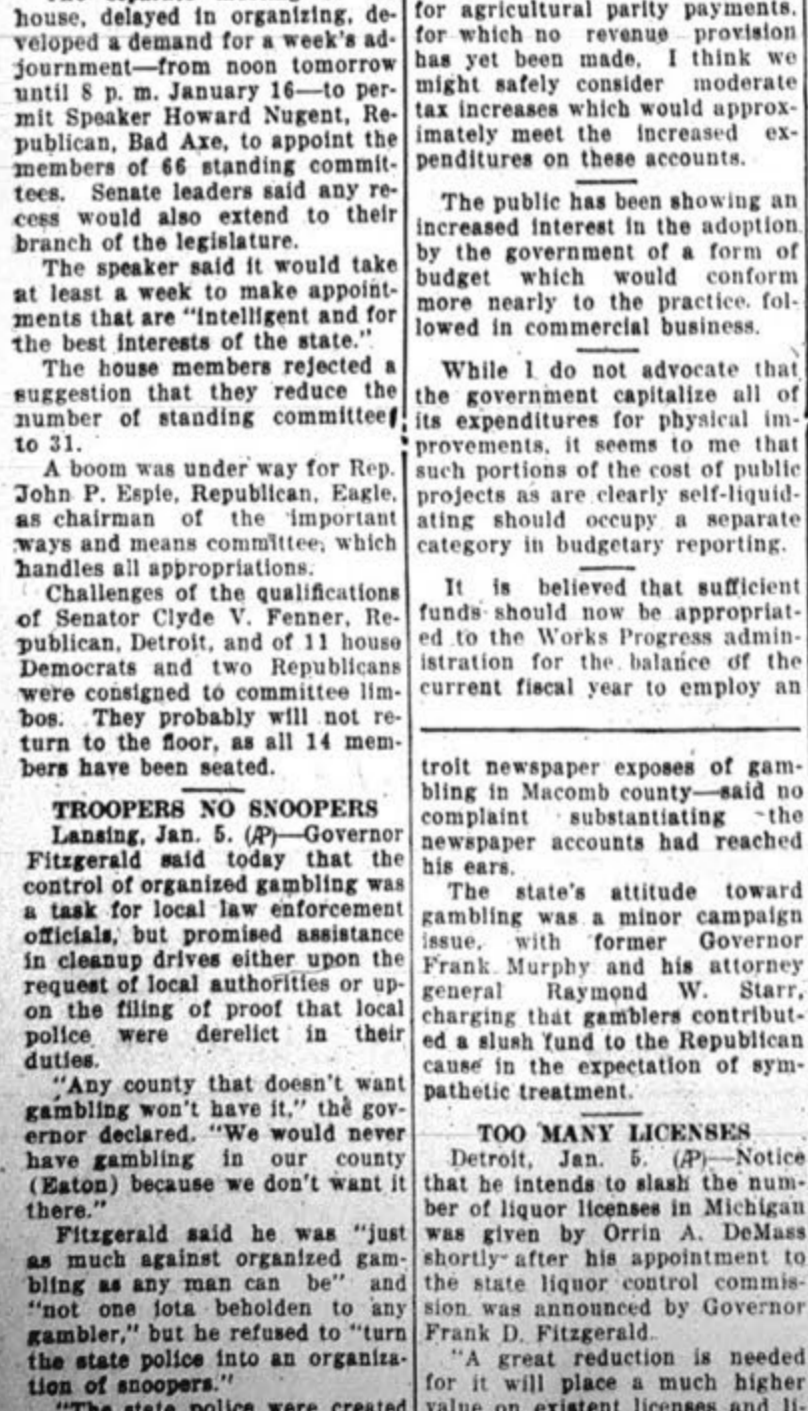 house, delayed in organizing, de-
veloped a demand for a week's ad-
journment—from noon tomorrow
until 8 p. m. January 16—to per-
mit Speaker Howard Nugent, Re-
publican, Bad Axe, to appoint the
members of 66 standing commit-
tees. Senate leaders said any re-
cess would also extend to their
branch of the legislature.
The speaker said it would take
at least a week to make appoint-
ments that are "intelligent and for
the best interests of the state."
The house members rejected a
suggestion that they reduce the
number of standing committees
to 31.
A boom was under way for Rep.
John P. Espie, Republican, Eagle,
as chairman of the important
ways and means committee, which
handles all appropriations.
Challenges of the qualifications
of Senator Clyde V. Fenner, Re-
publican, Detroit, and of 11 house
Democrats and two Republicans
were consigned to committee lim-
bos. They probably will not re-
turn to the floor, as all 14 mem-
bers have been seated.
TROOPERS NO SNOOPERS
Lansing, Jan. 5. (AP)—Governor
Fitzgerald said today that the
control of organized gambling was
a task for local law enforcement
officials, but promised assistance
in cleanup drives either upon the
request of local authorities or up-
on the filing of proof that local
police were derelict in their
duties.
"Any county that doesn't want
gambling won't have it," the gov-
ernor declared. "We would never
have gambling in our county
(Eaton) because we don't want it
there."
Fitzgerald said he was "just
as much against organized gam-
bling as any man can be" and
"not one iota beholden to any
gambler," but he refused to "turn
the state police into an organiza-
tion of snoopers."
"The state police were created
for agricultural parity payments,
for which no revenue provision
has yet been made. I think we
might safely consider moderate
tax increases which would approx-
imately meet the increased ex-
penditures on these accounts.
The public has been showing an
increased interest in the adoption
by the government of a form of
budget which would conform
more nearly to the practice fol-
lowed in commercial business.
While I do not advocate that
the government capitalize all of
its expenditures for physical im-
provements, it seems to me that
such portions of the cost of public
projects as are clearly self-liquid-
ating should occupy a separate
category in budgetary reporting.
It is believed that sufficient
funds should now be appropriat-
ed to the Works Progress admin-
istration for the balance of the
current fiscal year to employ an
troit newspaper exposes of gam-
bling in Macomb county—said no
complaint substantiating the
newspaper accounts had reached
his ears.
The state's attitude toward
gambling was a minor campaign
issue, with former Governor
Frank Murphy and his attorney
general Raymond W. Starr,
charging that gamblers contribut-
ed a slush fund to the Republican
cause in the expectation of sym-
pathetic treatment.
TOO MANY LICENSES
Detroit, Jan. 5. (AP)—Notice
that he intends to slash the num-
ber of liquor licenses in Michigan
was given by Orrin A. DeMass
shortly after his appointment to
the state liquor control commis-
sion was announced by Governor
Frank D. Fitzgerald.
"A great reduction is needed
for it will place a much higher
value on existent licenses and li-